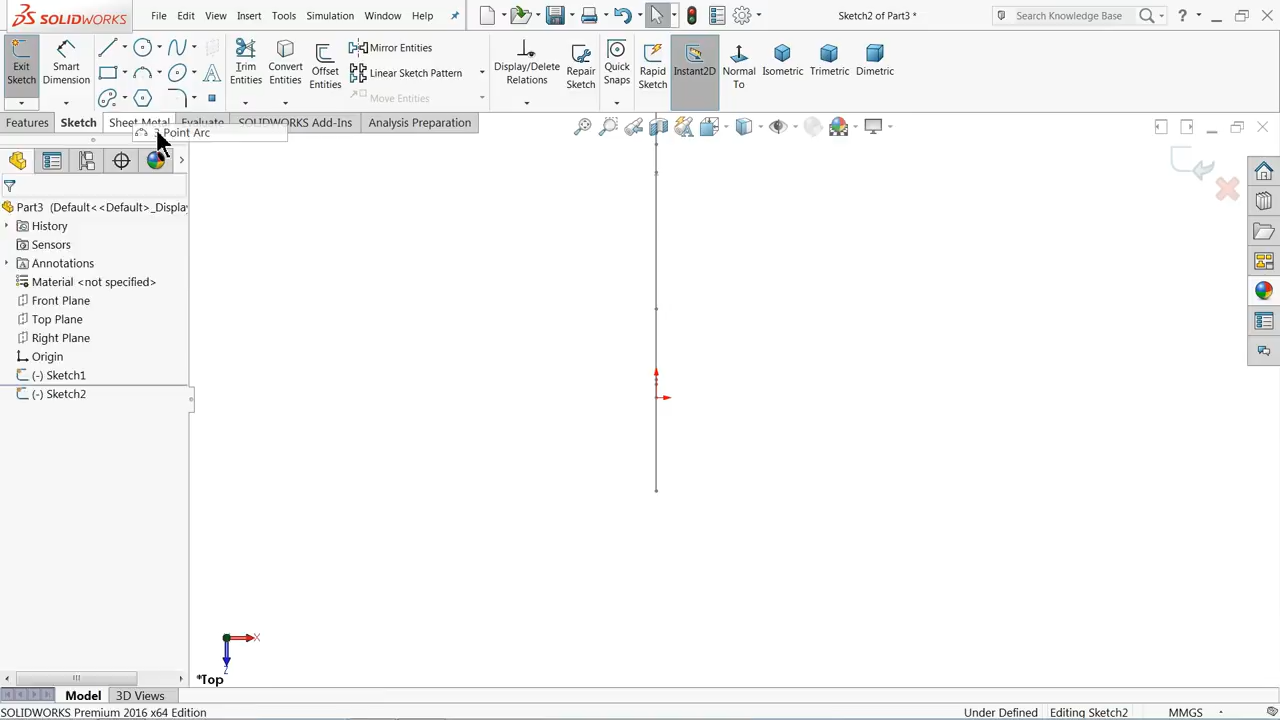 SOLIDWORKS
File
Edit
View
Insert
Tools
Simulation
Window
Help
Sketch2 of Part3 *
Search Knowledge Base
?
Exit Sketch
Smart Dimension
Trim Entities
Convert Entities
Offset Entities
Mirror Entities
Linear Sketch Pattern
Move Entities
Display/Delete Relations
Repair Sketch
Quick Snaps
Rapid Sketch
Instant2D
Normal To
Isometric
Trimetric
Dimetric
Features
Sketch
Sheet Metal
Evaluate
SOLIDWORKS Add-Ins
Analysis Preparation
3 Point Arc
Part3 (Default<<Default>_Displa
History
Sensors
Annotations
Material <not specified>
Front Plane
Top Plane
Right Plane
Origin
(-) Sketch1
(-) Sketch2
X
Z
*Top
Model
3D Views
SOLIDWORKS Premium 2016 x64 Edition
Under Defined
Editing Sketch2
MMGS